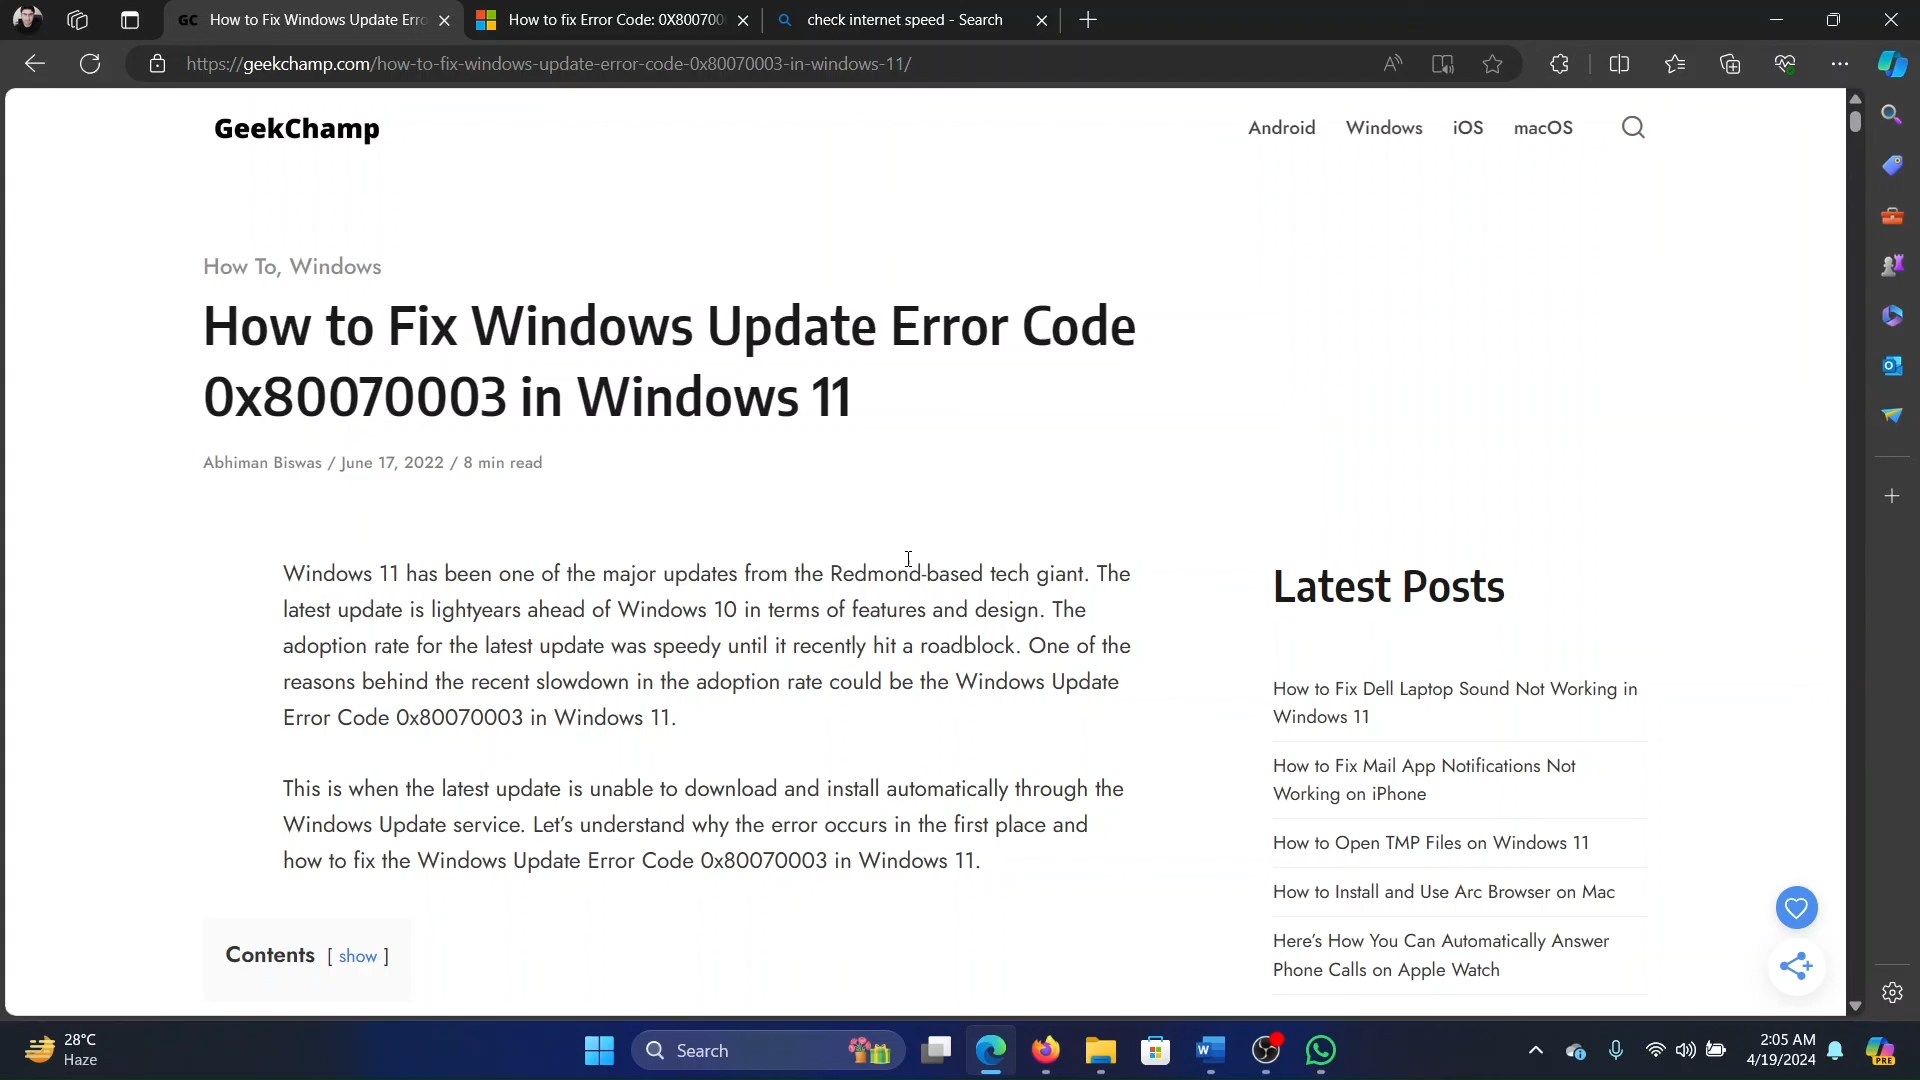 GC How to Fix Windows Update Erro
How to fix Error Code: 0X800700
check internet speed - Search
https://geekchamp.com/how-to-fix-windows-update-error-code-0x80070003-in-windows-11/
GeekChamp
Android
Windows
iOS
macOS
How To, Windows
How to Fix Windows Update Error Code
0x80070003 in Windows 11
Abhiman Biswas / June 17, 2022 / 8 min read
Windows 11 has been one of the major updates from the Redmond-based tech giant. The
latest update is lightyears ahead of Windows 10 in terms of features and design. The
adoption rate for the latest update was speedy until it recently hit a roadblock. One of the
reasons behind the recent slowdown in the adoption rate could be the Windows Update
Error Code 0x80070003 in Windows 11.
This is when the latest update is unable to download and install automatically through the
Windows Update service. Let’s understand why the error occurs in the first place and
how to fix the Windows Update Error Code 0x80070003 in Windows 11.
Contents [ show ]
Latest Posts
How to Fix Dell Laptop Sound Not Working in
Windows 11
How to Fix Mail App Notifications Not
Working on iPhone
How to Open TMP Files on Windows 11
How to Install and Use Arc Browser on Mac
Here’s How You Can Automatically Answer
Phone Calls on Apple Watch
28°C
Haze
Search
2:05 AM
4/19/2024
PRE